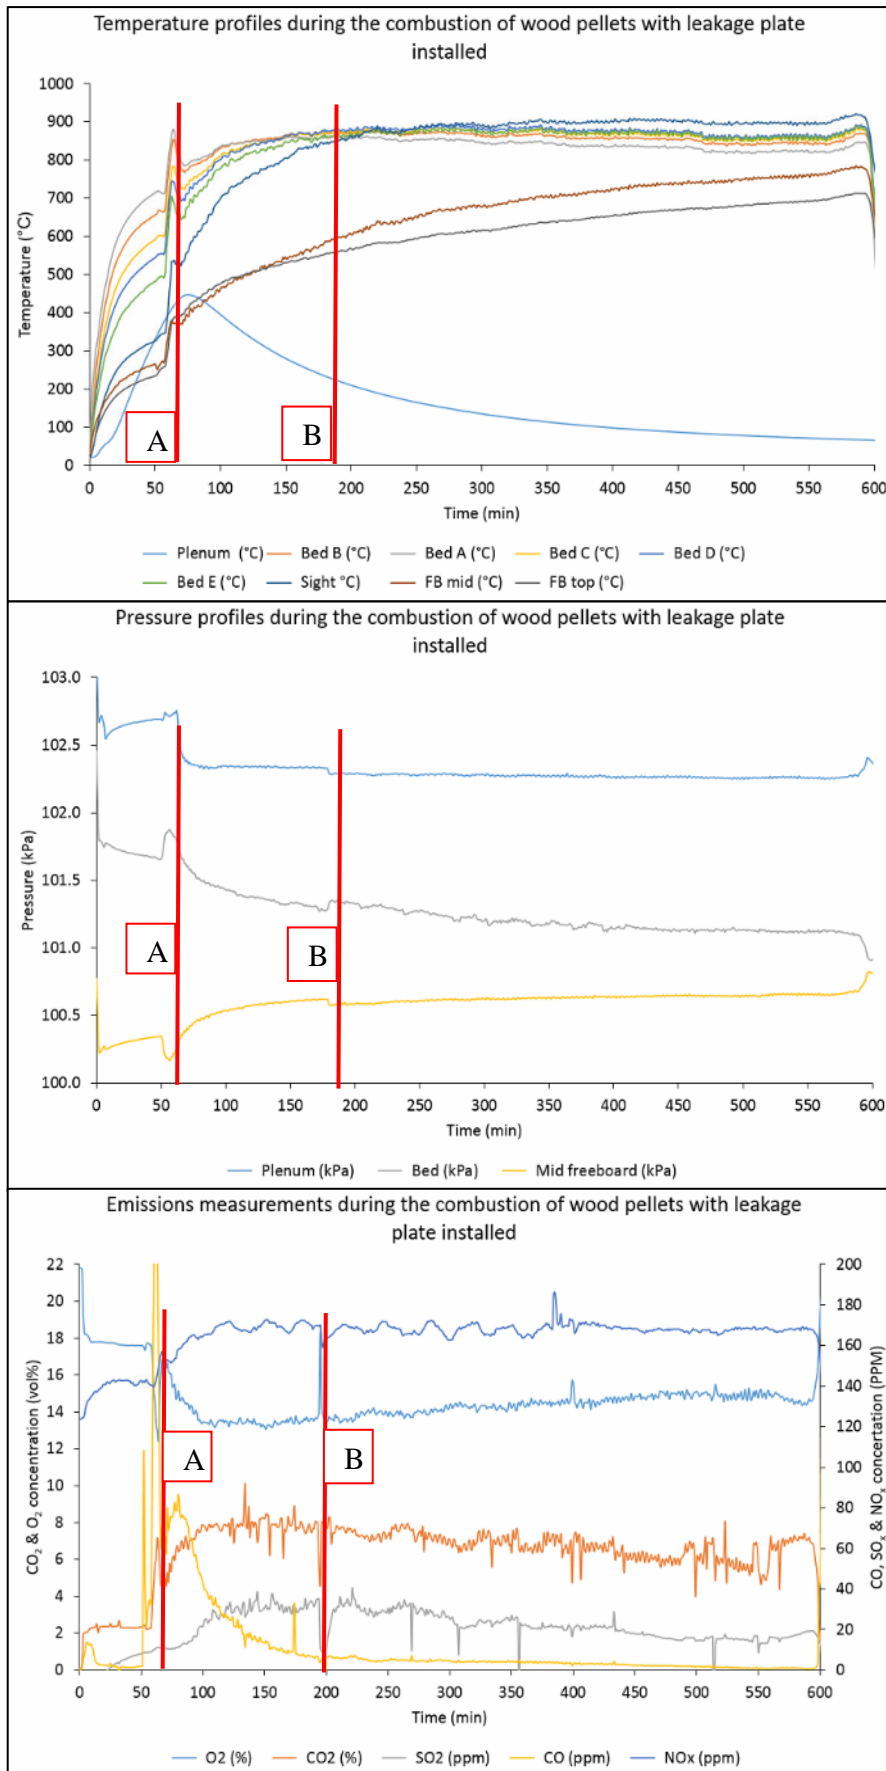 Temperature profiles during the combustion of wood pellets with leakage plate
installed
1000
900
800
700
600
500
400
300
200
100
0
Temperature (°C)
A
B
0 50 100 150 200 250 300 350 400 450 500 550 600
Time (min)
Plenum (°C) Bed B (°C) Bed A (°C) Bed C (°C) Bed D (°C)
Bed E (°C) Sight °C) FB mid (°C) FB top (°C)
Pressure profiles during the combustion of wood pellets with leakage plate
installed
103.0
102.5
102.0
101.5
101.0
100.5
100.0
Pressure (kPa)
A
B
0 50 100 150 200 250 300 350 400 450 500 550 600
Time (min)
Plenum (kPa) Bed (kPa) Mid freeboard (kPa)
Emissions measurements during the combustion of wood pellets with leakage
plate installed
22
20
18
16
14
12
10
8
6
4
2
0
CO2 & O2 concentration (vol%)
A
B
200
180
160
140
120
100
80
60
40
20
0
CO, SOx & NOx concertation (PPM)
0 50 100 150 200 250 300 350 400 450 500 550 600
Time (min)
O2 (%) CO2 (%) SO2 (ppm) CO (ppm) NOx (ppm)